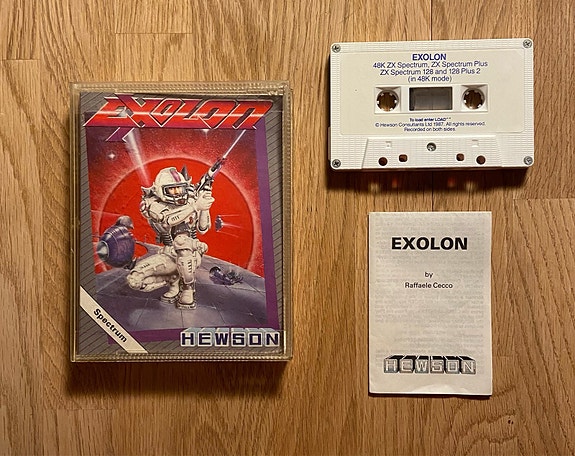 EXOLON
Spectrum
HEWSON
EXOLON
48K ZX Spectrum, ZX Spectrum Plus
ZX Spectrum 128 and 128 Plus 2
(in 48K mode)
To load enter LOAD""
© Hewson Consultants Ltd 1987. All rights reserved.
Recorded on both sides.
EXOLON
by
Raffaele Cecco
HEWSON